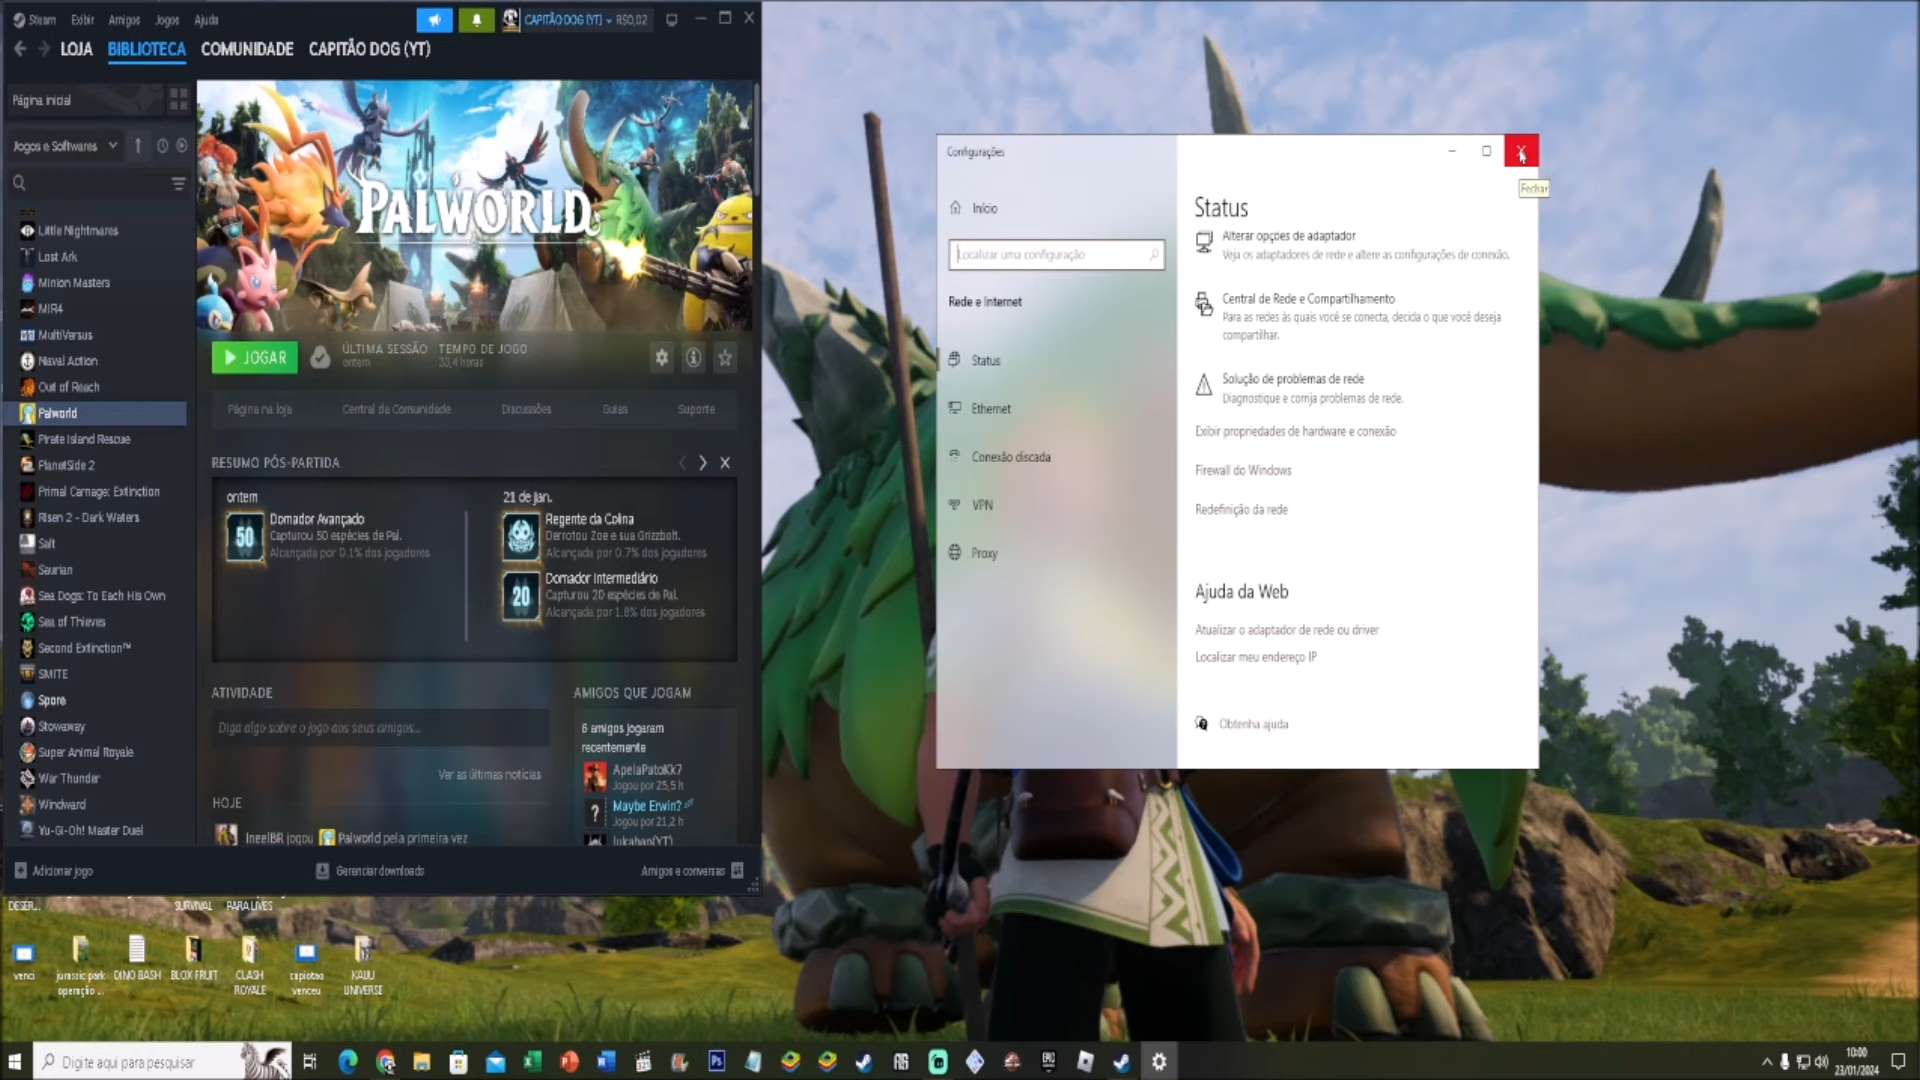 Steam Exibir Amigos Jogos Ajuda
CAPITÃO DOG (YT) R$0,02
LOJA BIBLIOTECA COMUNIDADE CAPITÃO DOG (YT)
Página inicial
Jogos e Softwares
Little Nightmares
Lost Ark
Minion Masters
MIR4
MultiVersus
Naval Action
Out of Reach
Palworld
Pirate Island Rescue
PlanetSide 2
Primal Carnage: Extinction
Risen 2 - Dark Waters
Salt
Saurian
Sea Dogs: To Each His Own
Sea of Thieves
Second Extinction™
SMITE
Spore
Stowaway
Super Animal Royale
War Thunder
Windward
Yu-Gi-Oh! Master Duel
Adicionar jogo
PALWORLD
JOGAR
ÚLTIMA SESSÃO
ontem
TEMPO DE JOGO
33,4 horas
Página na loja Central da Comunidade Discussões Guias Suporte
RESUMO PÓS-PARTIDA
ontem
50
Domador Avançado
Capturou 50 espécies de Pal.
Alcançada por 0.1% dos jogadores
21 de jan.
Regente da Colina
Derrotou Zoe e sua Grizzbolt.
Alcançada por 0.7% dos jogadores
20
Domador Intermediário
Capturou 20 espécies de Pal.
Alcançada por 1.8% dos jogadores
ATIVIDADE
Diga algo sobre o jogo aos seus amigos...
Ver as últimas notícias
HOJE
IneelBR jogou Palworld pela primeira vez
AMIGOS QUE JOGAM
6 amigos jogaram
recentemente
ApelaPatoKk7
Jogou por 25,5 h
?
Maybe Erwin?
Jogou por 21,2 h
lukaban(YT)
Gerenciar downloads
Amigos e conversas
Configurações
Fechar
Início
Localizar uma configuração
Rede e Internet
Status
Ethernet
Conexão discada
VPN
Proxy
Status
Alterar opções de adaptador
Veja os adaptadores de rede e altere as configurações de conexão.
Central de Rede e Compartilhamento
Para as redes às quais você se conecta, decida o que você deseja
compartilhar.
Solução de problemas de rede
Diagnostique e corrija problemas de rede.
Exibir propriedades de hardware e conexão
Firewall do Windows
Redefinição da rede
Ajuda da Web
Atualizar o adaptador de rede ou driver
Localizar meu endereço IP
Obtenha ajuda
DESER... SURVIVAL PARA LIVES
venci
jurassic park
operação ...
DINO BASH
BLOX FRUIT
CLASH
ROYALE
capiotao
venceu
KAIJU
UNIVERSE
Digite aqui para pesquisar
10:00
23/01/2024